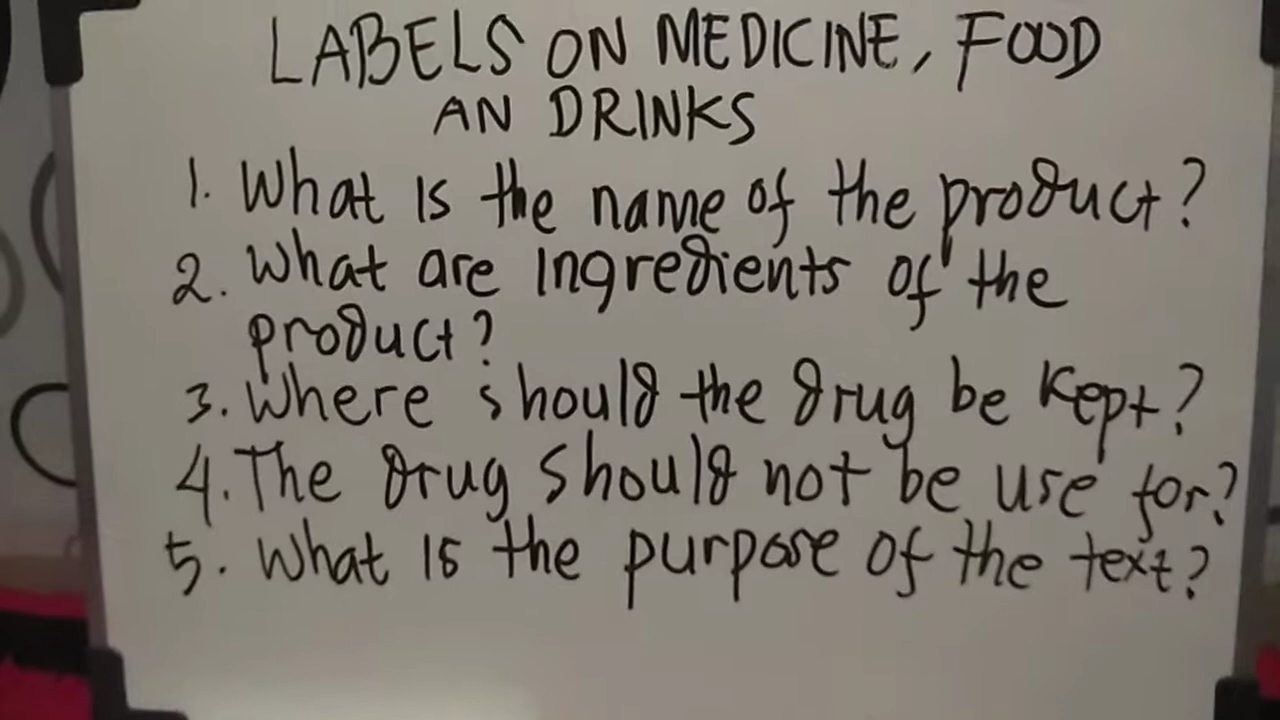 LABELS ON MEDICINE, FOOD
AN DRINKS
1. What is the name of the product?
2. What are ingredients of the
product?
3. Where should the drug be kept?
4. The drug should not be use for?
5. What is the purpose of the text?